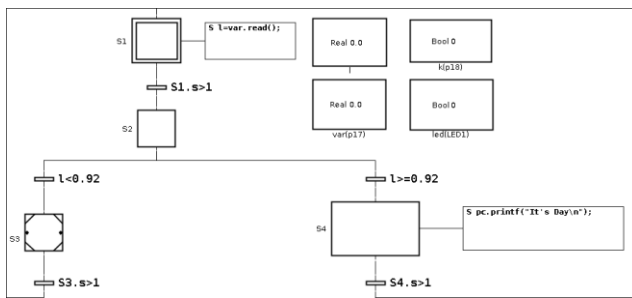 S1
S l=var.read();
Real 0.0
l
Bool 0
k(p18)
S1.s>1
Real 0.0
var(p17)
Bool 0
led(LED1)
S2
l<0.92
l>=0.92
S3
S4
S pc.printf("It's Day\n");
S3.s>1
S4.s>1